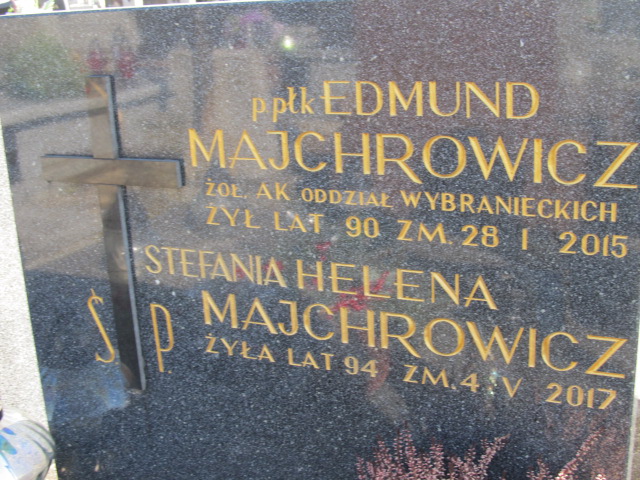 ppłk EDMUND
MAJCHROWICZ
ŻOŁ. AK ODDZIAŁ WYBRANIECKICH
ŻYŁ LAT 90 ZM. 28 I 2015
STEFANIA HELENA
MAJCHROWICZ
ŻYŁA LAT 94 ZM. 4 V 2017
Ś P.